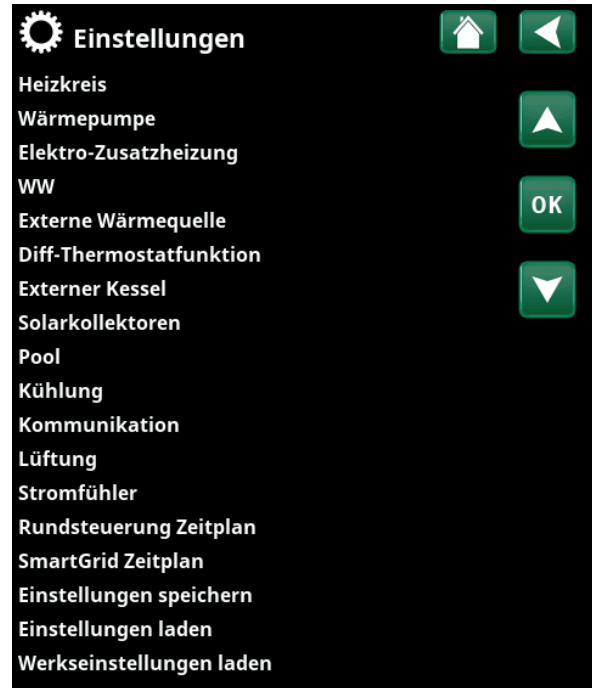 Einstellungen
Heizkreis
Wärmepumpe
Elektro-Zusatzheizung
WW
OK
Externe Wärmequelle
Diff-Thermostatfunktion
Externer Kessel
Solarkollektoren
Pool
Kühlung
Kommunikation
Lüftung
Stromfühler
Rundsteuerung Zeitplan
SmartGrid Zeitplan
Einstellungen speichern
Einstellungen laden
Werkseinstellungen laden